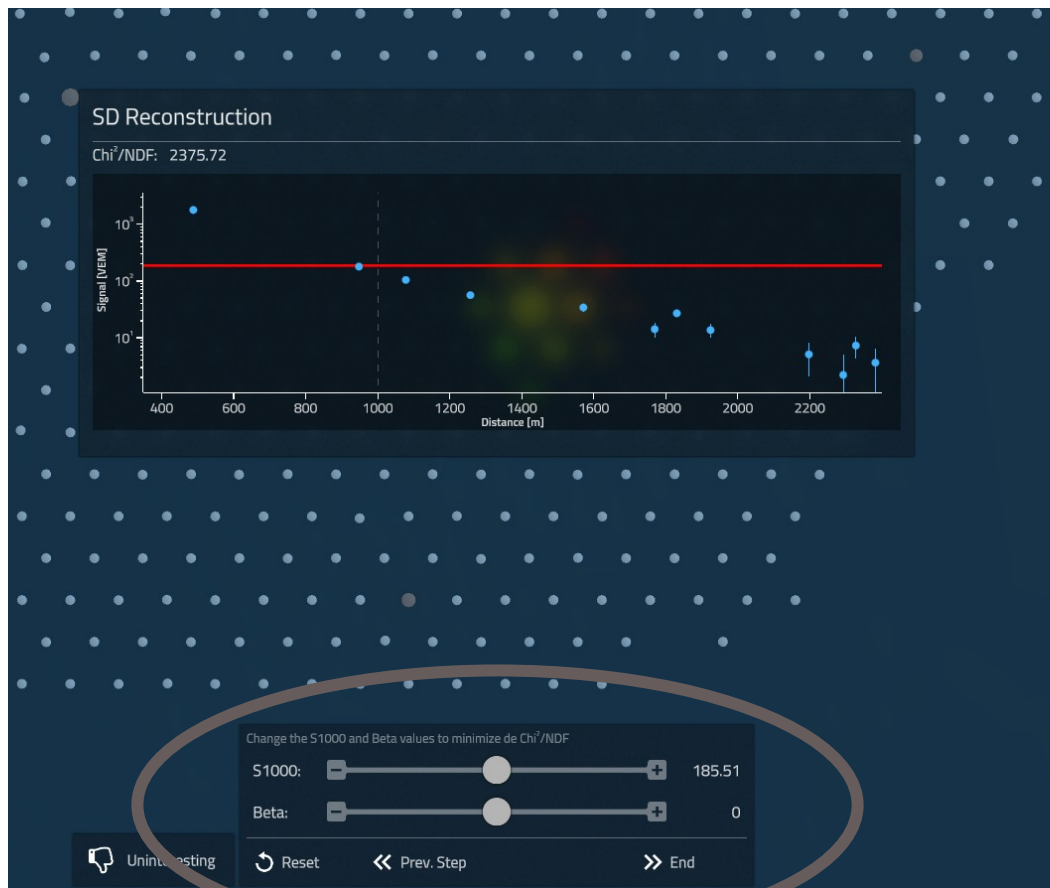 SD Reconstruction
Chi²/NDF: 2375.72
10³
10²
10¹
Signal [VEM]
400 600 800 1000 1200 1400 1600 1800 2000 2200
Distance [m]
Change the S1000 and Beta values to minimize de Chi²/NDF
S1000: − + 185.51
Beta: − + 0
Uninteresting Reset Prev. Step End